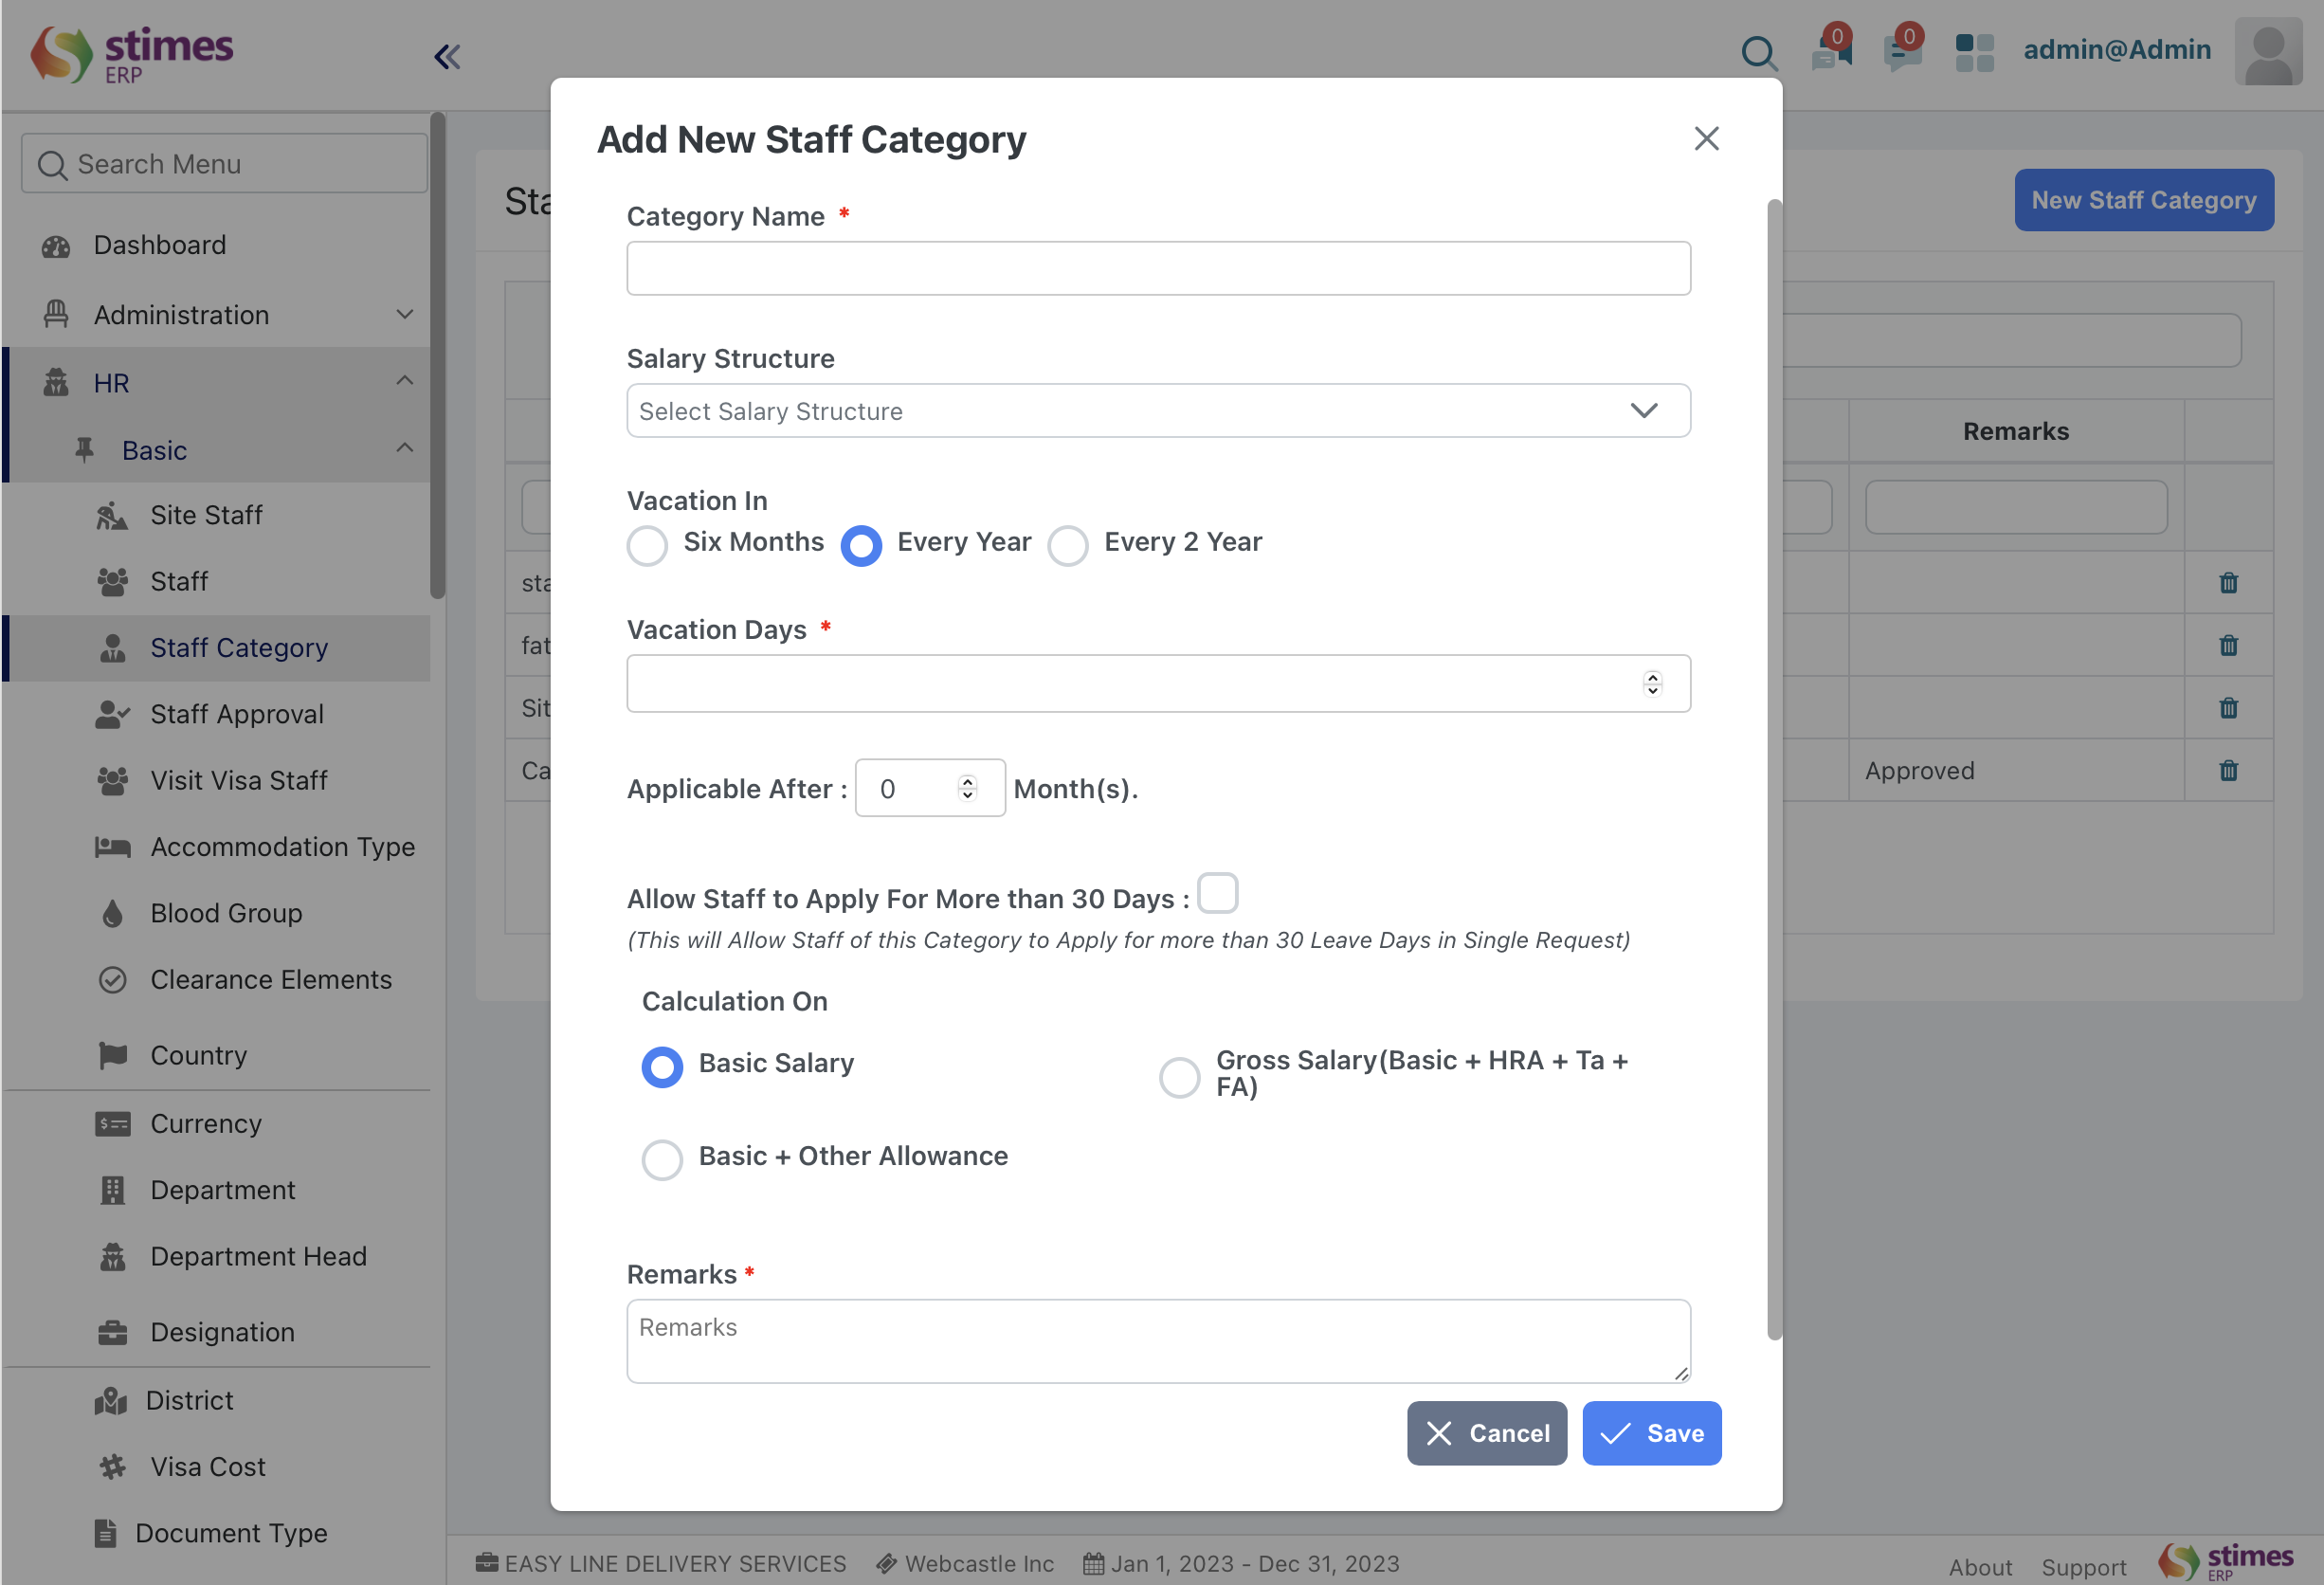 stimes
ERP
0
0
admin@Admin
Search Menu
Dashboard
Administration
HR
Basic
Site Staff
Staff
Staff Category
Staff Approval
Visit Visa Staff
Accommodation Type
Blood Group
Clearance Elements
Country
Currency
Department
Department Head
Designation
District
Visa Cost
Document Type
Sta
New Staff Category
Remarks
sta
fat
Sit
Ca
Approved
Add New Staff Category
Category Name *
Salary Structure
Select Salary Structure
Vacation In
Six Months Every Year Every 2 Year
Vacation Days *
Applicable After : 0 Month(s).
Allow Staff to Apply For More than 30 Days :
(This will Allow Staff of this Category to Apply for more than 30 Leave Days in Single Request)
Calculation On
Basic Salary
Gross Salary(Basic + HRA + Ta +
FA)
Basic + Other Allowance
Remarks *
Remarks
Cancel Save
EASY LINE DELIVERY SERVICES Webcastle Inc Jan 1, 2023 - Dec 31, 2023
About Support
stimes
ERP